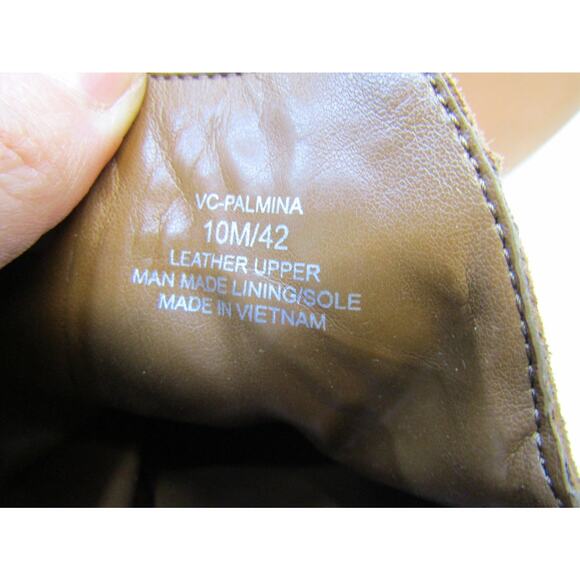 VC-PALMINA
10M/42
LEATHER UPPER
MAN MADE LINING/SOLE
MADE IN VIETNAM